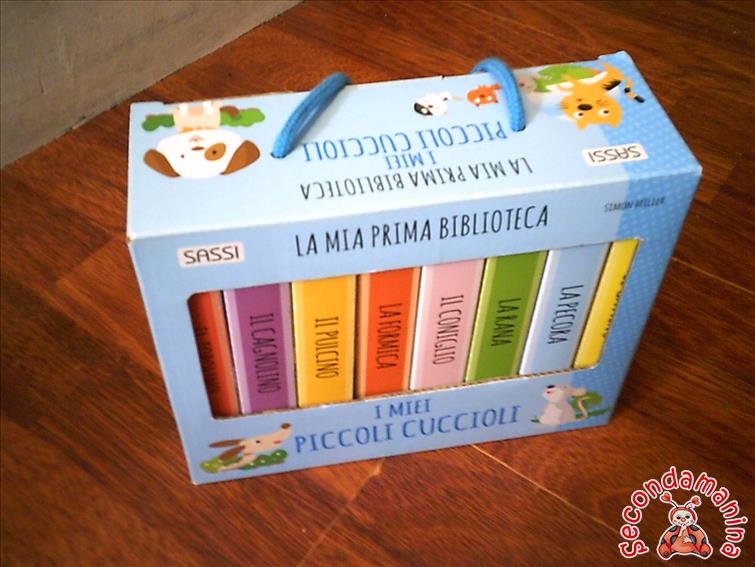 SASSI
I MIEI
PICCOLI CUCCIOLI
LA MIA PRIMA BIBLIOTECA
SASSI
LA MIA PRIMA BIBLIOTECA
SIMON MILLER
IL CAGNOLINO
IL PULCINO
LA FORMICA
IL CONIGLIO
LA RANA
LA PECORA
I MIEI
PICCOLI CUCCIOLI
secondamanina